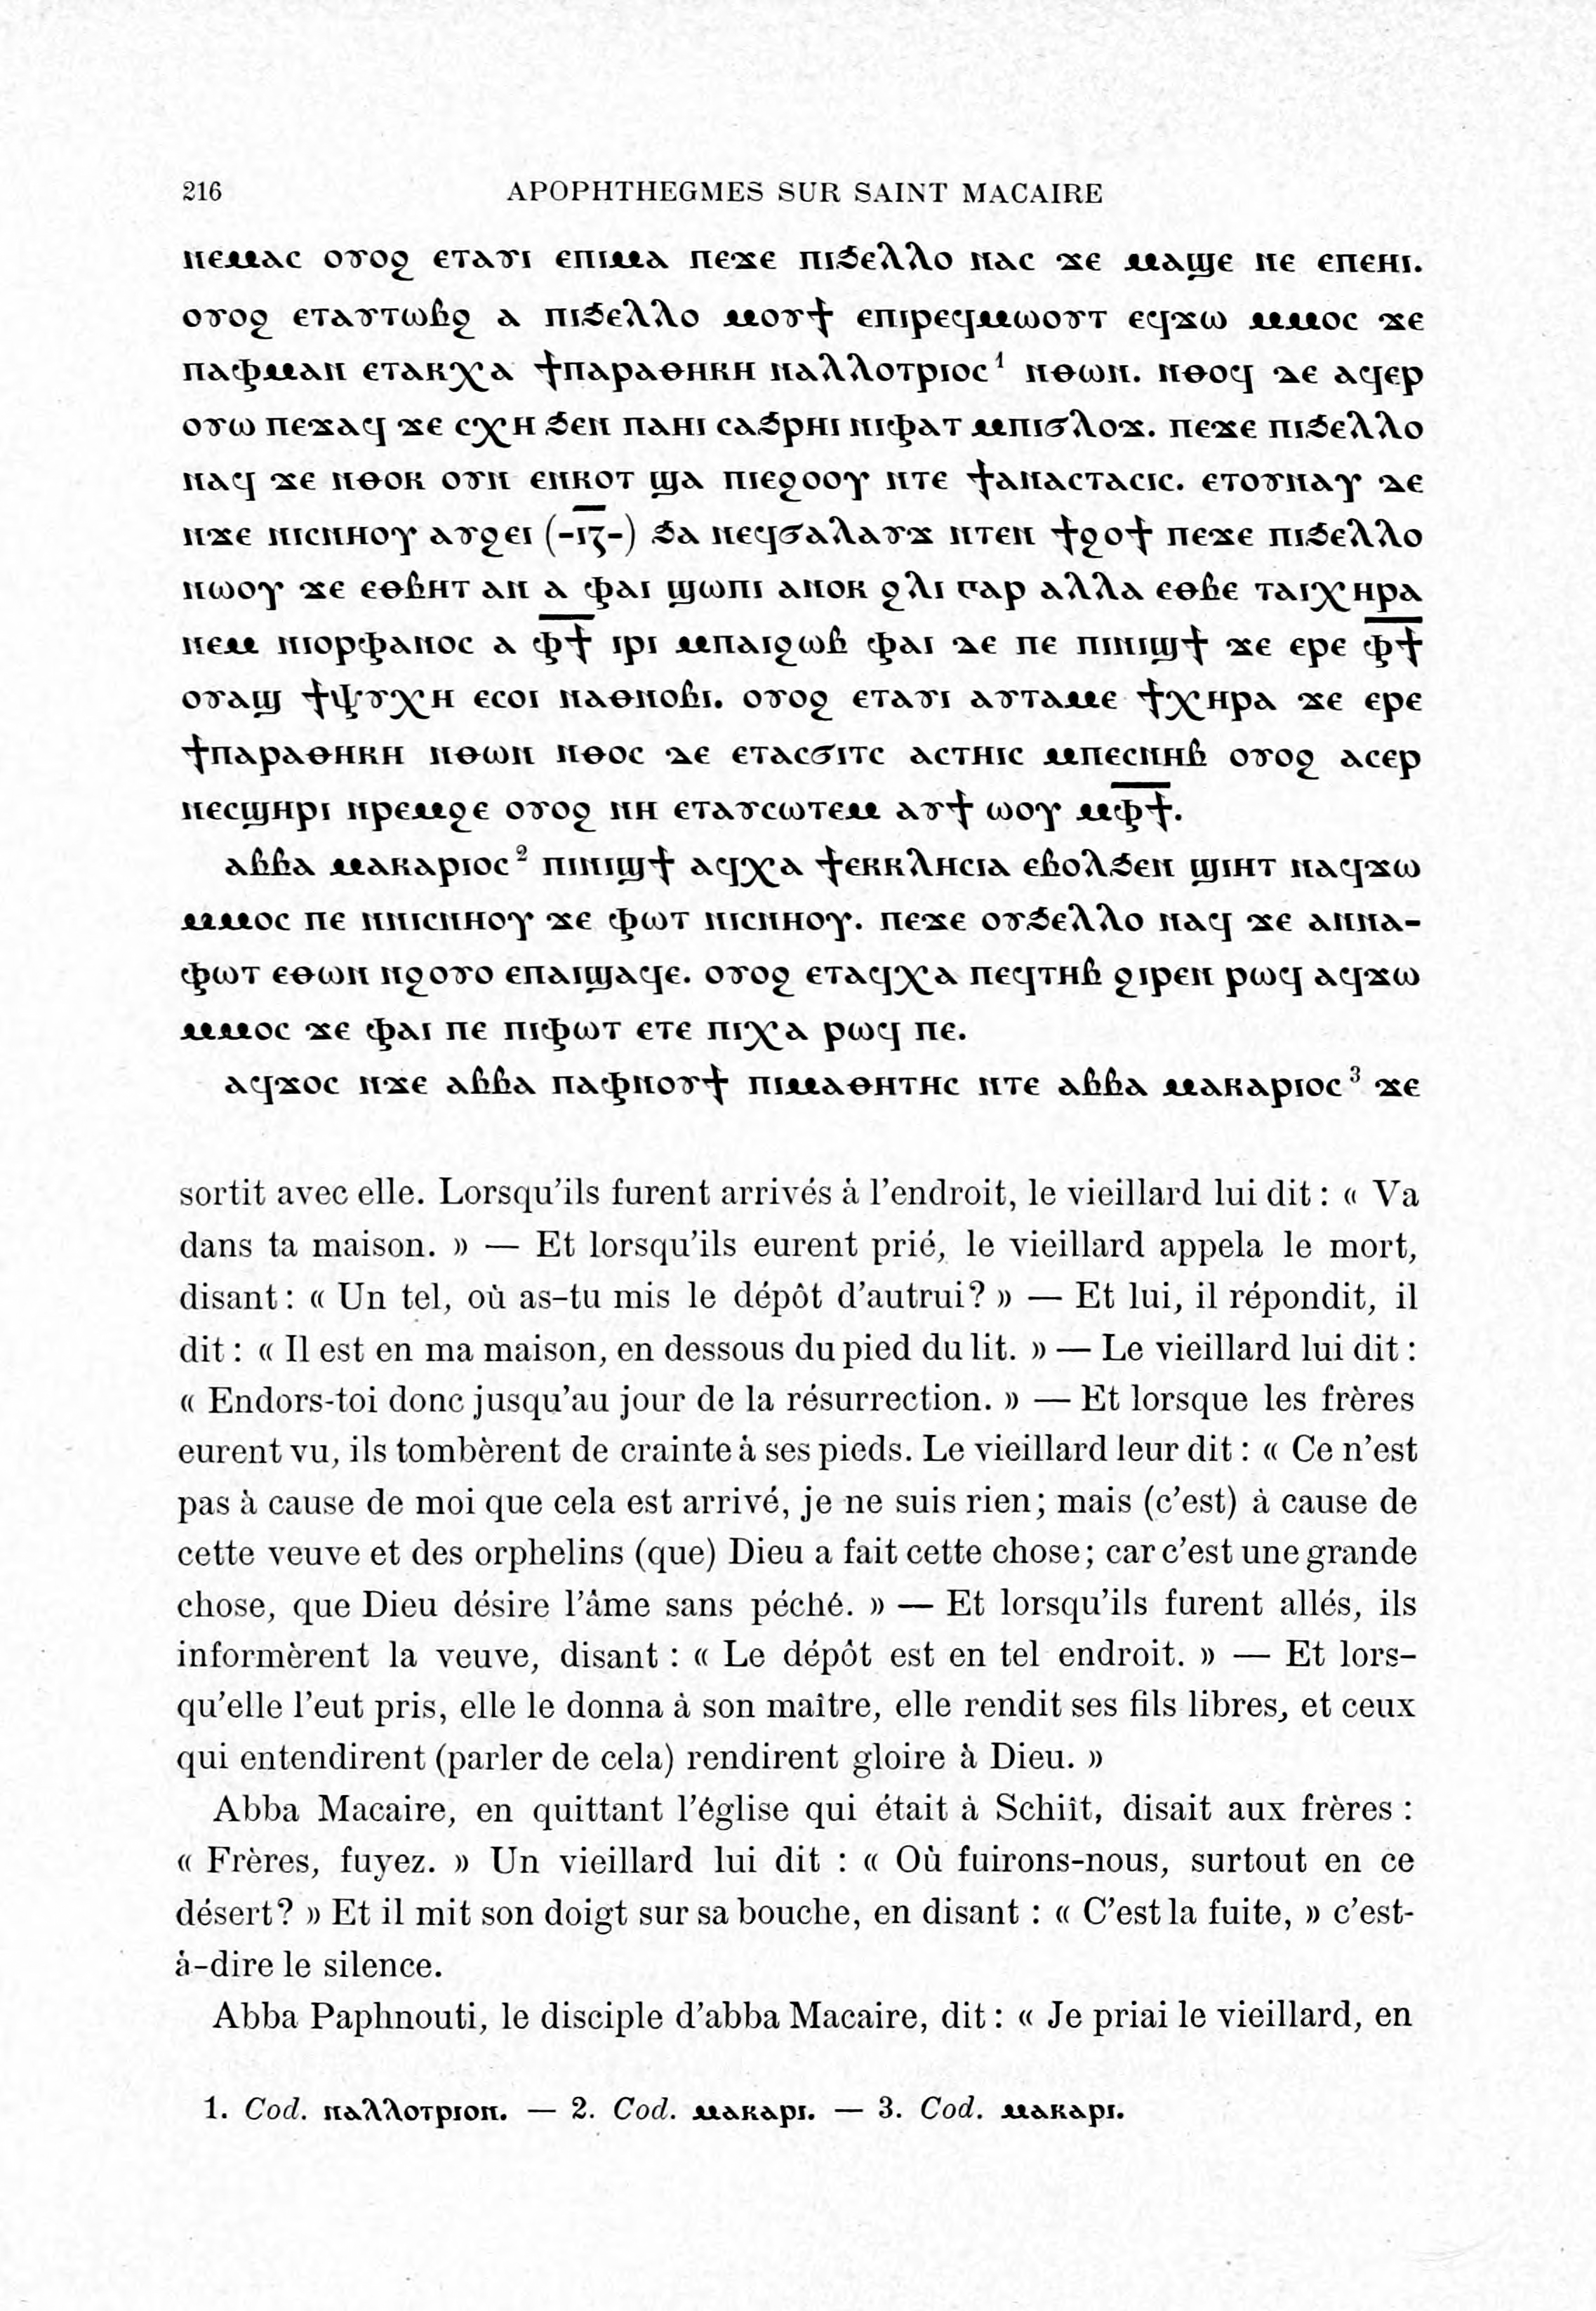 216 APOPHTHEGMES SUR SAINT MACAIRE
ⲛⲉⲙⲁⲥ ⲟⲩⲟϩ ⲉⲧⲁⲩⲓ ⲉⲡⲓⲙⲁ ⲡⲉϫⲉ ⲡⲓϧⲉⲗⲗⲟ ⲛⲁⲥ ϫⲉ ⲙⲁϣⲉ ⲛⲉ ⲉⲡⲉⲏⲓ.
ⲟⲩⲟϩ ⲉⲧⲁⲩⲧⲱⲃϩ ⲁ ⲡⲓϧⲉⲗⲗⲟ ⲙⲟⲩϯ ⲉⲡⲓⲣⲉϥⲙⲱⲟⲩⲧ ⲉϥϫⲱ ⲙⲙⲟⲥ ϫⲉ
ⲡⲁⲫⲙⲁⲛ ⲉⲧⲁⲕⲭⲁ ϯⲡⲁⲣⲁⲑⲏⲕⲏ ⲛⲁⲗⲗⲟⲧⲣⲓⲟⲥ¹ ⲛⲑⲱⲛ. ⲛⲑⲟϥ ⲇⲉ ⲁϥⲉⲣ
ⲟⲩⲱ ⲡⲉϫⲁϥ ϫⲉ ⲥⲭⲏ ϧⲉⲛ ⲡⲁⲏⲓ ⲥⲁϧⲣⲏⲓ ⲛⲓⲫⲁⲧ ⲙⲡⲓϭⲗⲟϫ. ⲡⲉϫⲉ ⲡⲓϧⲉⲗⲗⲟ
ⲛⲁϥ ϫⲉ ⲛⲑⲟⲕ ⲟⲩⲛ ⲉⲛⲕⲟⲧ ϣⲁ ⲡⲓⲉϩⲟⲟⲩ ⲛⲧⲉ ϯⲁⲛⲁⲥⲧⲁⲥⲓⲥ. ⲉⲧⲟⲩⲛⲁⲩ ⲇⲉ
ⲛϫⲉ ⲛⲓⲥⲛⲏⲟⲩ ⲁⲩϩⲉⲓ (-ⲓ̅ⲍ̅-) ϧⲁ ⲛⲉϥϭⲁⲗⲁⲩϫ ⲛⲧⲉⲛ ϯϩⲟϯ ⲡⲉϫⲉ ⲡⲓϧⲉⲗⲗⲟ
ⲛⲱⲟⲩ ϫⲉ ⲉⲑⲃⲏⲧ ⲁⲛ ⲁ ⲫⲁⲓ ϣⲱⲡⲓ ⲁⲛⲟⲕ ϩⲗⲓ ⲅⲁⲣ ⲁⲗⲗⲁ ⲉⲑⲃⲉ ⲧⲁⲓⲭⲏⲣⲁ
ⲛⲉⲙ ⲛⲓⲟⲣⲫⲁⲛⲟⲥ ⲁ ⲫ̅ϯ̅ ⲓⲣⲓ ⲙⲡⲁⲓϩⲱⲃ ⲫⲁⲓ ⲇⲉ ⲡⲉ ⲡⲓⲛⲓϣϯ ϫⲉ ⲉⲣⲉ ⲫ̅ϯ̅
ⲟⲩⲁϣ ϯⲯⲩⲭⲏ ⲉⲥⲟⲓ ⲛⲁⲑⲛⲟⲃⲓ. ⲟⲩⲟϩ ⲉⲧⲁⲩⲓ ⲁⲩⲧⲁⲙⲉ ϯⲭⲏⲣⲁ ϫⲉ ⲉⲣⲉ
ϯⲡⲁⲣⲁⲑⲏⲕⲏ ⲛⲑⲱⲛ ⲛⲑⲟⲥ ⲇⲉ ⲉⲧⲁⲥϭⲓⲧⲥ ⲁⲥⲧⲏⲓⲥ ⲙⲡⲉⲥⲛⲏⲃ ⲟⲩⲟϩ ⲁⲥⲉⲣ
ⲛⲉⲥϣⲏⲣⲓ ⲛⲣⲉⲙϩⲉ ⲟⲩⲟϩ ⲛⲏ ⲉⲧⲁⲩⲥⲱⲧⲉⲙ ⲁⲩϯ ⲱⲟⲩ ⲙⲫ̅ϯ̅.
ⲁⲃⲃⲁ ⲙⲁⲕⲁⲣⲓⲟⲥ² ⲡⲓⲛⲓϣϯ ⲁϥⲭⲁ ϯⲉⲕⲕⲗⲏⲥⲓⲁ ⲉⲃⲟⲗϧⲉⲛ ϣⲓⲏⲧ ⲛⲁϥϫⲱ
ⲙⲙⲟⲥ ⲡⲉ ⲛⲛⲓⲥⲛⲏⲟⲩ ϫⲉ ⲫⲱⲧ ⲛⲓⲥⲛⲏⲟⲩ. ⲡⲉϫⲉ ⲟⲩϧⲉⲗⲗⲟ ⲛⲁϥ ϫⲉ ⲁⲛⲛⲁ-
ⲫⲱⲧ ⲉⲑⲱⲛ ⲛϩⲟⲩⲟ ⲉⲡⲁⲓϣⲁϥⲉ. ⲟⲩⲟϩ ⲉⲧⲁϥⲭⲁ ⲡⲉϥⲧⲏⲃ ϩⲓⲣⲉⲛ ⲣⲱϥ ⲁϥϫⲱ
ⲙⲙⲟⲥ ϫⲉ ⲫⲁⲓ ⲡⲉ ⲡⲓⲫⲱⲧ ⲉⲧⲉ ⲡⲓⲭⲁ ⲣⲱϥ ⲡⲉ.
ⲁϥϫⲟⲥ ⲛϫⲉ ⲁⲃⲃⲁ ⲡⲁⲫⲛⲟⲩϯ ⲡⲓⲙⲁⲑⲏⲧⲏⲥ ⲛⲧⲉ ⲁⲃⲃⲁ ⲙⲁⲕⲁⲣⲓⲟⲥ³ ϫⲉ
sortit avec elle. Lorsqu'ils furent arrivés à l'endroit, le vieillard lui dit : « Va
dans ta maison. » — Et lorsqu'ils eurent prié, le vieillard appela le mort,
disant : « Un tel, où as-tu mis le dépôt d'autrui? » — Et lui, il répondit, il
dit : « Il est en ma maison, en dessous du pied du lit. » — Le vieillard lui dit :
« Endors-toi donc jusqu'au jour de la résurrection. » — Et lorsque les frères
eurent vu, ils tombèrent de crainte à ses pieds. Le vieillard leur dit : « Ce n'est
pas à cause de moi que cela est arrivé, je ne suis rien; mais (c'est) à cause de
cette veuve et des orphelins (que) Dieu a fait cette chose; car c'est une grande
chose, que Dieu désire l'âme sans péché. » — Et lorsqu'ils furent allés, ils
informèrent la veuve, disant : « Le dépôt est en tel endroit. » — Et lors-
qu'elle l'eut pris, elle le donna à son maître, elle rendit ses fils libres, et ceux
qui entendirent (parler de cela) rendirent gloire à Dieu. »
Abba Macaire, en quittant l'église qui était à Schiît, disait aux frères :
« Frères, fuyez. » Un vieillard lui dit : « Où fuirons-nous, surtout en ce
désert? » Et il mit son doigt sur sa bouche, en disant : « C'est la fuite, » c'est-
à-dire le silence.
Abba Paphnouti, le disciple d'abba Macaire, dit : « Je priai le vieillard, en
1. Cod. ⲛⲁⲗⲗⲟⲧⲣⲓⲟⲛ. — 2. Cod. ⲙⲁⲕⲁⲣⲓ. — 3. Cod. ⲙⲁⲕⲁⲣⲓ.